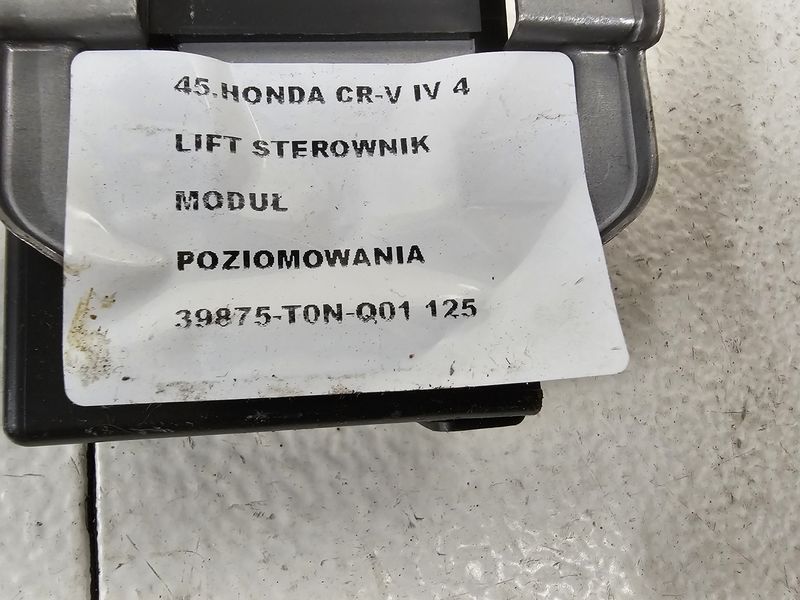 45.HONDA CR-V IV 4
LIFT STEROWNIK
MODUŁ
POZIOMOWANIA
39875-T0N-Q01 125